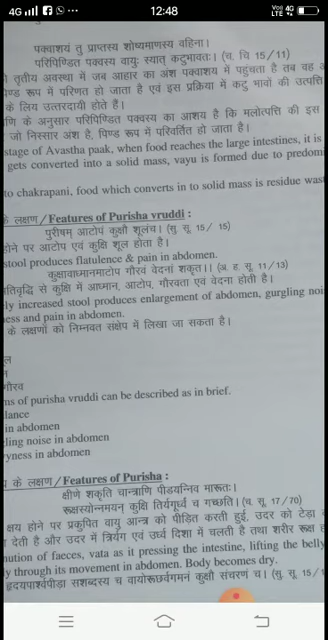 4G 12:48 VoLTE 4G
पक्वाशयं तु प्राप्तस्य शोष्यमाणस्य वह्निना।
परिपिण्डित पक्वस्य वायुः स्यात् कटुभावतः। (च. चि 15/11)
तृतीय अवस्था में जब आहार का अंश पक्वाशय में पहुंचता है तब वह
रूप में परिणत हो जाता है एवं इस प्रक्रिया में कटु भावों की उत्पत्ति
के लिय उत्तरदायी होते हैं।
के अनुसार परिपिण्डित पक्वस्य का आशय है कि मलोत्पत्ति की इस
जो निस्सार अंश है, पिण्ड रूप में परिवर्तित हो जाता है।
stage of Avastha paak, when food reaches the large intestines, it is
gets converted into a solid mass, vayu is formed due to predomi
to chakrapani, food which converts in to solid mass is residue was
के लक्षण/Features of Purisha vruddi :
पुरीषम् आटोपं कुक्षौ शूलंच। (सु. सू. 15/ 15)
होने पर आटोप एवं कुक्षि शूल होता है।
stool produces flatulence & pain in abdomen.
कुक्षावाध्मानमाटोप गौरवं वेदनां शकृत।। (अ. ह. सू. 11/13)
वृद्धि से कुक्षि में आध्मान, आटोप, गौरवता एवं वेदना होती है।
ly increased stool produces enlargement of abdomen, gurgling noi
ess and pain in abdomen.
के लक्षणों को निम्नवत संक्षेप में लिखा जा सकता है।
ल
गौरव
ns of purisha vruddi can be described as in brief.
lance
in abdomen
ling noise in abdomen
yness in abdomen
के लक्षण/Features of Purisha :
क्षीणे शकृति चान्त्राणि पीडयन्निव मारूतः।
रूक्षस्योन्नमयन् कुक्षि तिर्यगूर्ध्वं च गच्छति। (च. सू. 17/70)
क्षय होने पर प्रकुपित वायु आन्त्र को पीड़ित करती हुई, उदर को टेढ़ा
देती है और उदर में त्रिर्यग एवं ऊर्ध्व दिशा में चलती है तथा शरीर रूक्ष
nution of faeces, vata as it pressing the intestine, lifting the belly
ly through its movement in abdomen. Body becomes dry.
हृदयपार्श्वपीड़ा सशब्दस्य च वायोरूर्ध्वगमनं कुक्षौ संचरणं च। (सु. सू. 15/